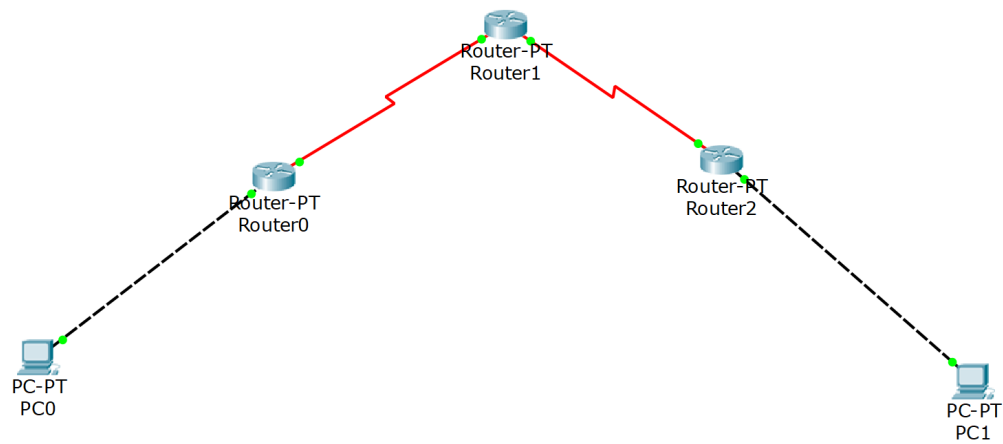 Router-PT
Router1
Router-PT
Router0
Router-PT
Router2
PC-PT
PC0
PC-PT
PC1